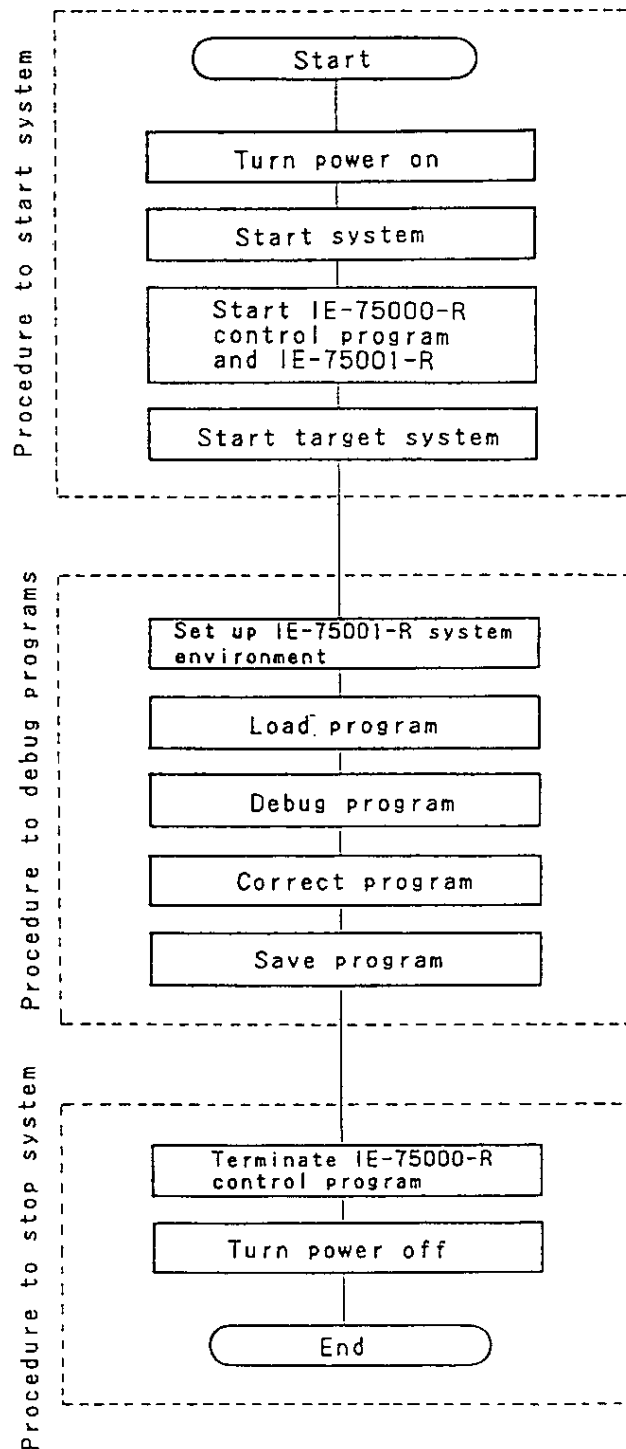 Procedure to start system
Start
Turn power on
Start system
Start IE-75000-R
control program
and IE-75001-R
Start target system
Procedure to debug programs
Set up IE-75001-R system
environment
Load program
Debug program
Correct program
Save program
Procedure to stop system
Terminate IE-75000-R
control program
Turn power off
End